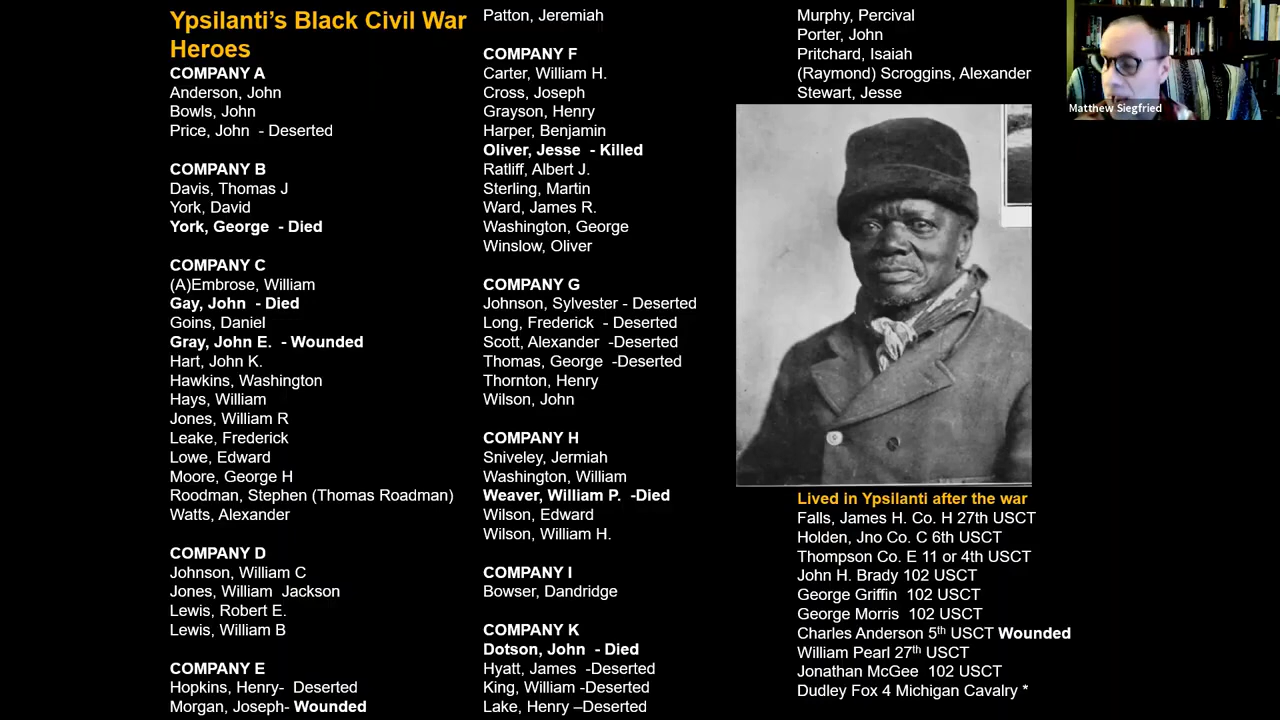 Ypsilanti's Black Civil War
Heroes
COMPANY A
Anderson, John
Bowls, John
Price, John - Deserted
COMPANY B
Davis, Thomas J
York, David
York, George - Died
COMPANY C
(A)Embrose, William
Gay, John - Died
Goins, Daniel
Gray, John E. - Wounded
Hart, John K.
Hawkins, Washington
Hays, William
Jones, William R
Leake, Frederick
Lowe, Edward
Moore, George H
Roodman, Stephen (Thomas Roadman)
Watts, Alexander
COMPANY D
Johnson, William C
Jones, William Jackson
Lewis, Robert E.
Lewis, William B
COMPANY E
Hopkins, Henry- Deserted
Morgan, Joseph- Wounded
Patton, Jeremiah
COMPANY F
Carter, William H.
Cross, Joseph
Grayson, Henry
Harper, Benjamin
Oliver, Jesse - Killed
Ratliff, Albert J.
Sterling, Martin
Ward, James R.
Washington, George
Winslow, Oliver
COMPANY G
Johnson, Sylvester - Deserted
Long, Frederick - Deserted
Scott, Alexander -Deserted
Thomas, George -Deserted
Thornton, Henry
Wilson, John
COMPANY H
Sniveley, Jermiah
Washington, William
Weaver, William P. -Died
Wilson, Edward
Wilson, William H.
COMPANY I
Bowser, Dandridge
COMPANY K
Dotson, John - Died
Hyatt, James -Deserted
King, William -Deserted
Lake, Henry –Deserted
Murphy, Percival
Porter, John
Pritchard, Isaiah
(Raymond) Scroggins, Alexander
Stewart, Jesse
Lived in Ypsilanti after the war
Falls, James H. Co. H 27th USCT
Holden, Jno Co. C 6th USCT
Thompson Co. E 11 or 4th USCT
John H. Brady 102 USCT
George Griffin 102 USCT
George Morris 102 USCT
Charles Anderson 5th USCT Wounded
William Pearl 27th USCT
Jonathan McGee 102 USCT
Dudley Fox 4 Michigan Cavalry *
Matthew Siegfried